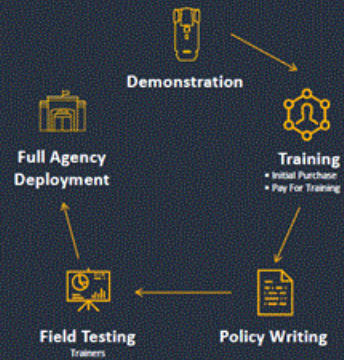 Demonstration
Training
• Initial Purchase
• Pay For Training
Policy Writing
Field Testing
Trainers
Full Agency
Deployment